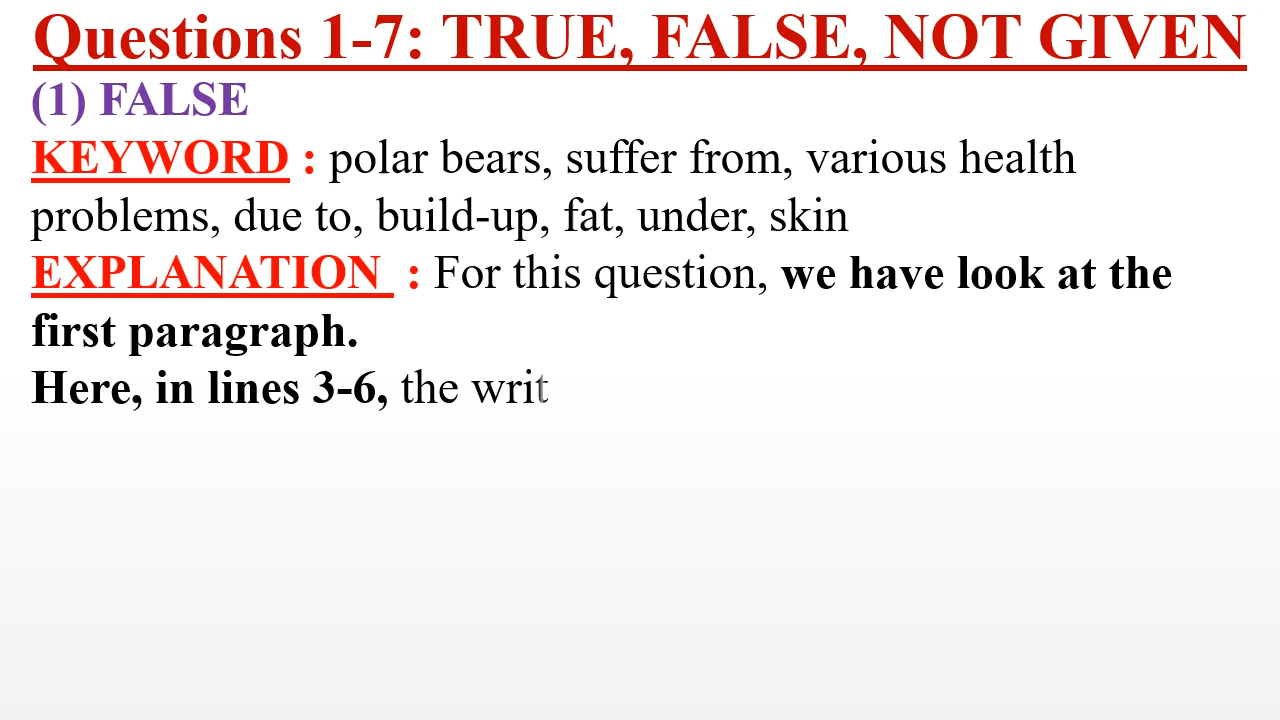 Questions 1-7: TRUE, FALSE, NOT GIVEN
(1) FALSE
KEYWORD : polar bears, suffer from, various health
problems, due to, build-up, fat, under, skin
EXPLANATION : For this question, we have look at the
first paragraph.
Here, in lines 3-6, the writ